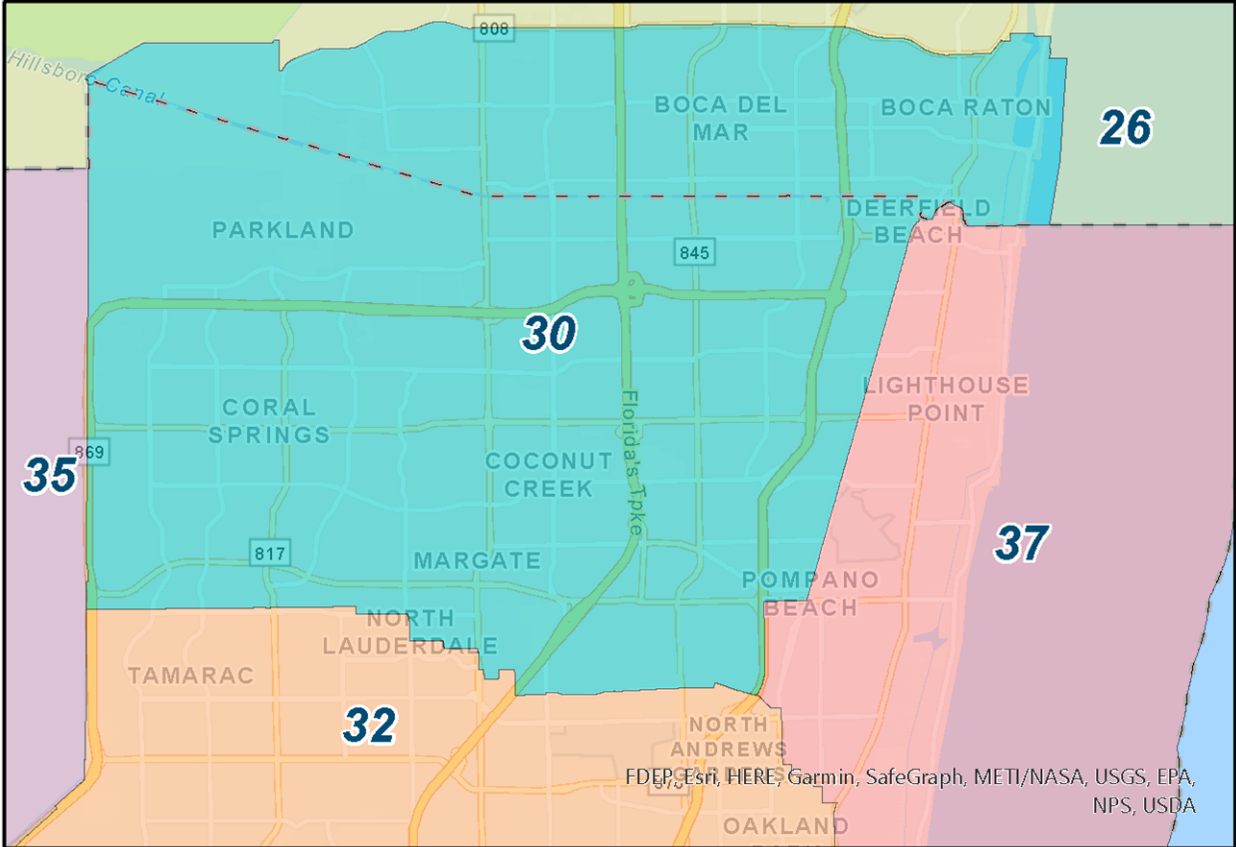 808
Hillsboro Canal
BOCA DEL
MAR
BOCA RATON
26
DEERFIELD
BEACH
PARKLAND
845
30
LIGHTHOUSE
POINT
CORAL
SPRINGS
Florida's Tpke
869
35
COCONUT
CREEK
37
817
MARGATE
POMPANO
BEACH
NORTH
LAUDERDALE
TAMARAC
32
NORTH
ANDREWS
FDEP, Esri, HERE, Garmin, SafeGraph, METI/NASA, USGS, EPA,
NPS, USDA
OAKLAND